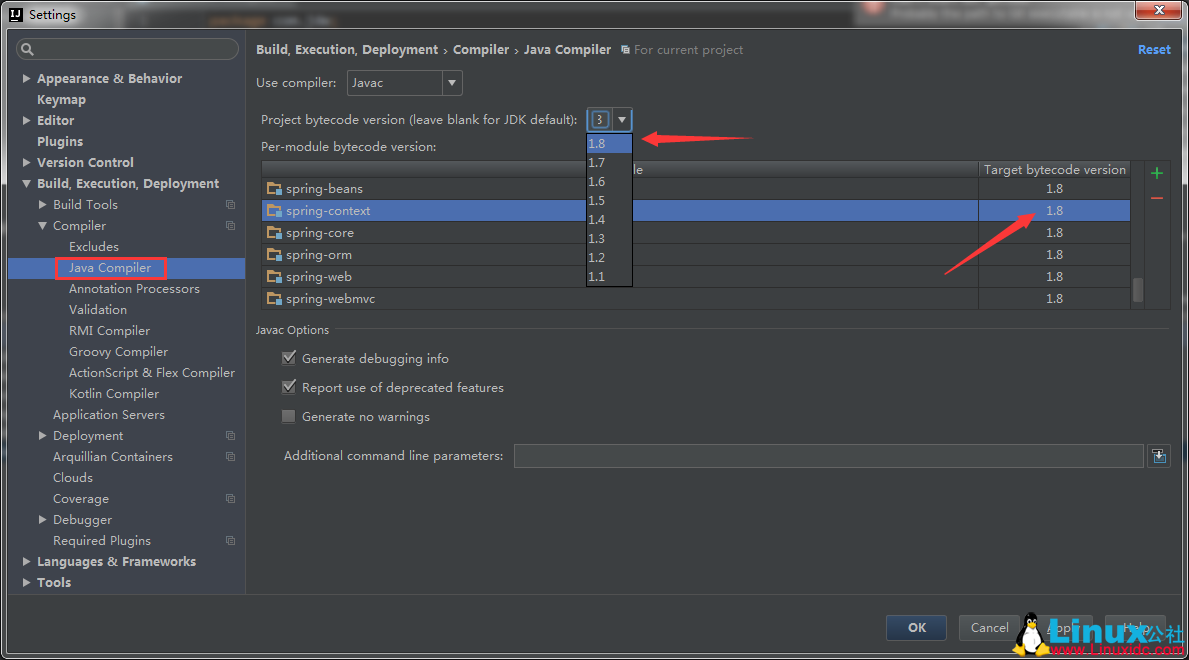 Settings
Build, Execution, Deployment › Compiler › Java Compiler For current project Reset
Use compiler: Javac
Project bytecode version (leave blank for JDK default): 3
1.8
1.7
1.6
1.5
1.4
1.3
1.2
1.1
Per-module bytecode version:
le Target bytecode version
spring-beans 1.8
spring-context 1.8
spring-core 1.8
spring-orm 1.8
spring-web 1.8
spring-webmvc 1.8
Javac Options
Generate debugging info
Report use of deprecated features
Generate no warnings
Additional command line parameters:
Appearance & Behavior
Keymap
Editor
Plugins
Version Control
Build, Execution, Deployment
Build Tools
Compiler
Excludes
Java Compiler
Annotation Processors
Validation
RMI Compiler
Groovy Compiler
ActionScript & Flex Compiler
Kotlin Compiler
Application Servers
Deployment
Arquillian Containers
Clouds
Coverage
Debugger
Required Plugins
Languages & Frameworks
Tools
OK Cancel Apply Help
Linux公社
www.Linuxidc.com